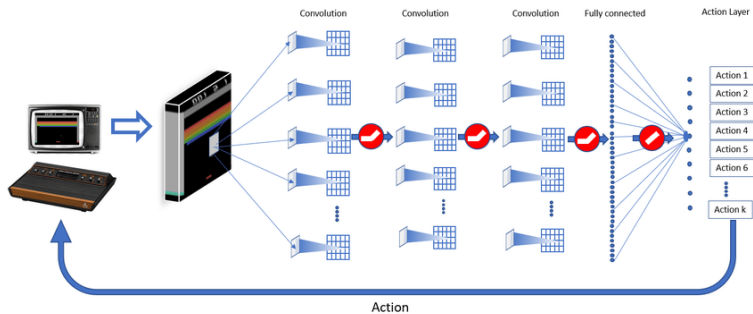 Convolution
Convolution
Convolution
Fully connected
Action Layer
Action 1
Action 2
Action 3
Action 4
Action 5
Action 6
Action k
Action